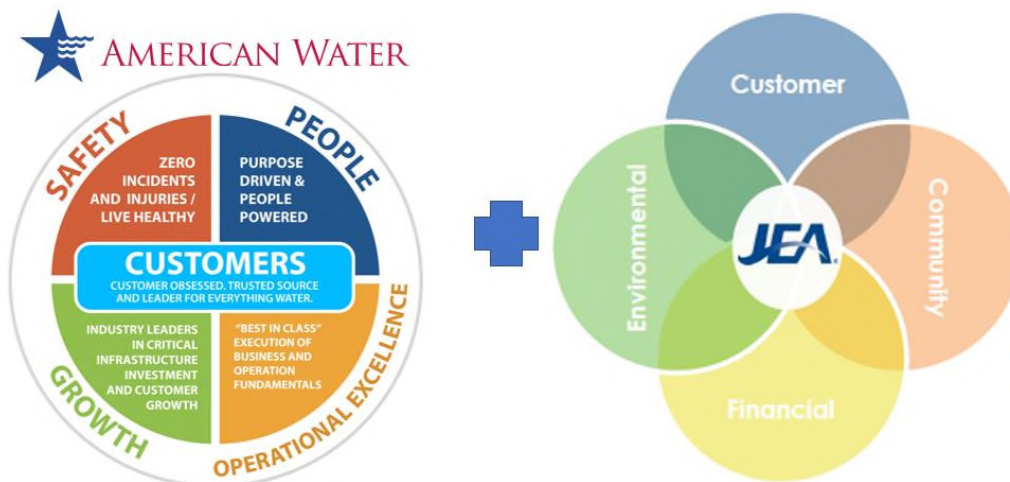 AMERICAN WATER
SAFETY
PEOPLE
ZERO
INCIDENTS
AND INJURIES /
LIVE HEALTHY
PURPOSE
DRIVEN &
PEOPLE
POWERED
CUSTOMERS
CUSTOMER OBSESSED. TRUSTED SOURCE
AND LEADER FOR EVERYTHING WATER.
INDUSTRY LEADERS
IN CRITICAL
INFRASTRUCTURE
INVESTMENT
AND CUSTOMER
GROWTH
"BEST IN CLASS"
EXECUTION OF
BUSINESS AND
OPERATION
FUNDAMENTALS
GROWTH
OPERATIONAL EXCELLENCE
Customer
Environmental
JEA®
Community
Financial